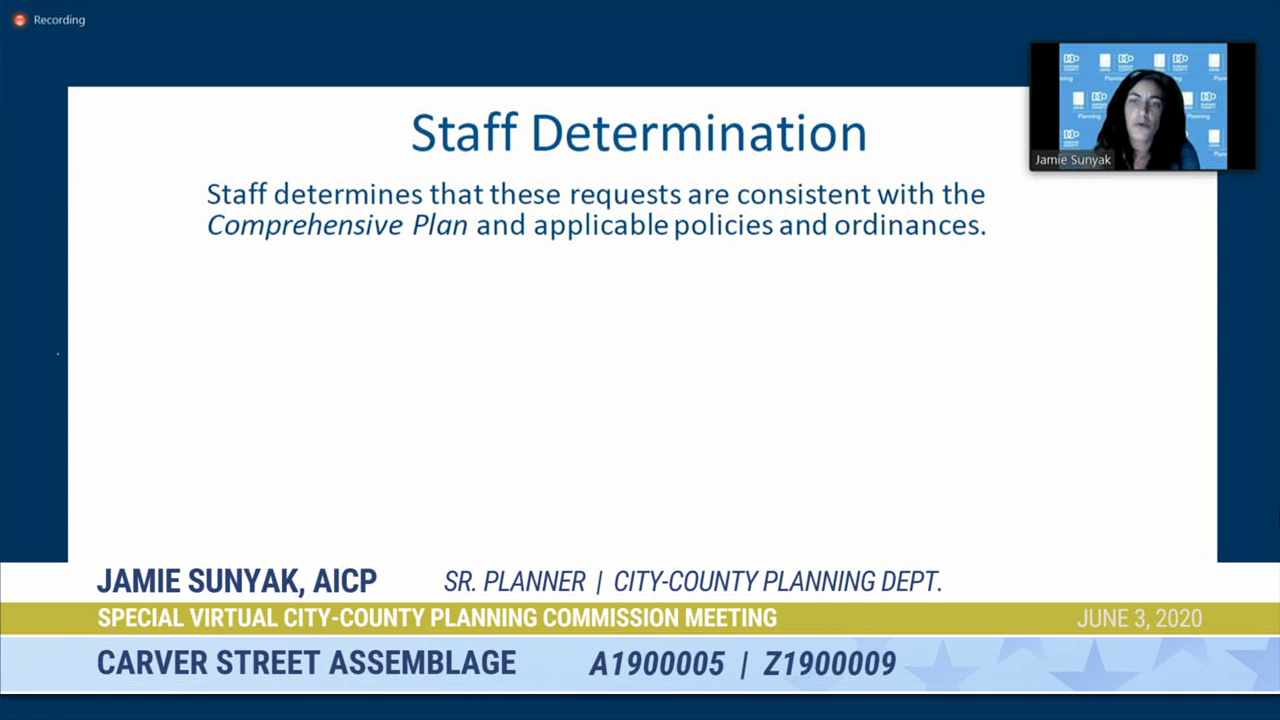 Recording
Staff Determination
Staff determines that these requests are consistent with the
Comprehensive Plan and applicable policies and ordinances.
Jamie Sunyak
JAMIE SUNYAK, AICP SR. PLANNER | CITY-COUNTY PLANNING DEPT.
SPECIAL VIRTUAL CITY-COUNTY PLANNING COMMISSION MEETING JUNE 3, 2020
CARVER STREET ASSEMBLAGE A1900005 | Z1900009